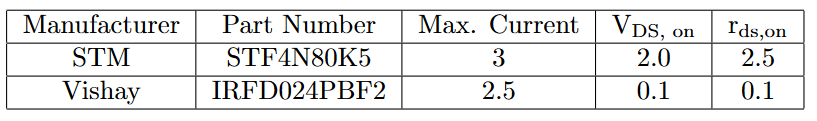 Manufacturer Part Number Max. Current V_DS, on r_ds,on
STM STF4N80K5 3 2.0 2.5
Vishay IRFD024PBF2 2.5 0.1 0.1